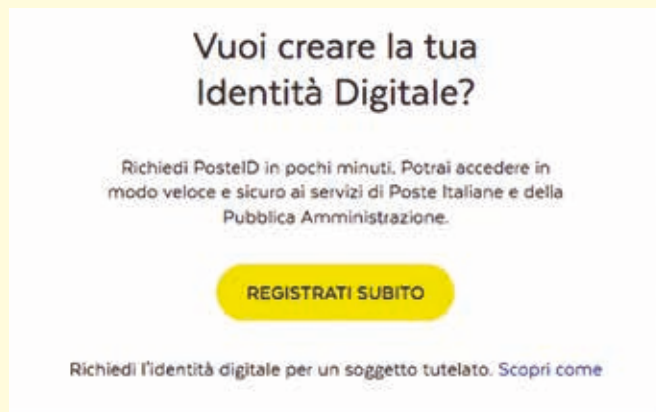 Vuoi creare la tua
Identità Digitale?
Richiedi PosteID in pochi minuti. Potrai accedere in
modo veloce e sicuro ai servizi di Poste Italiane e della
Pubblica Amministrazione.
REGISTRATI SUBITO
Richiedi l'identità digitale per un soggetto tutelato. Scopri come